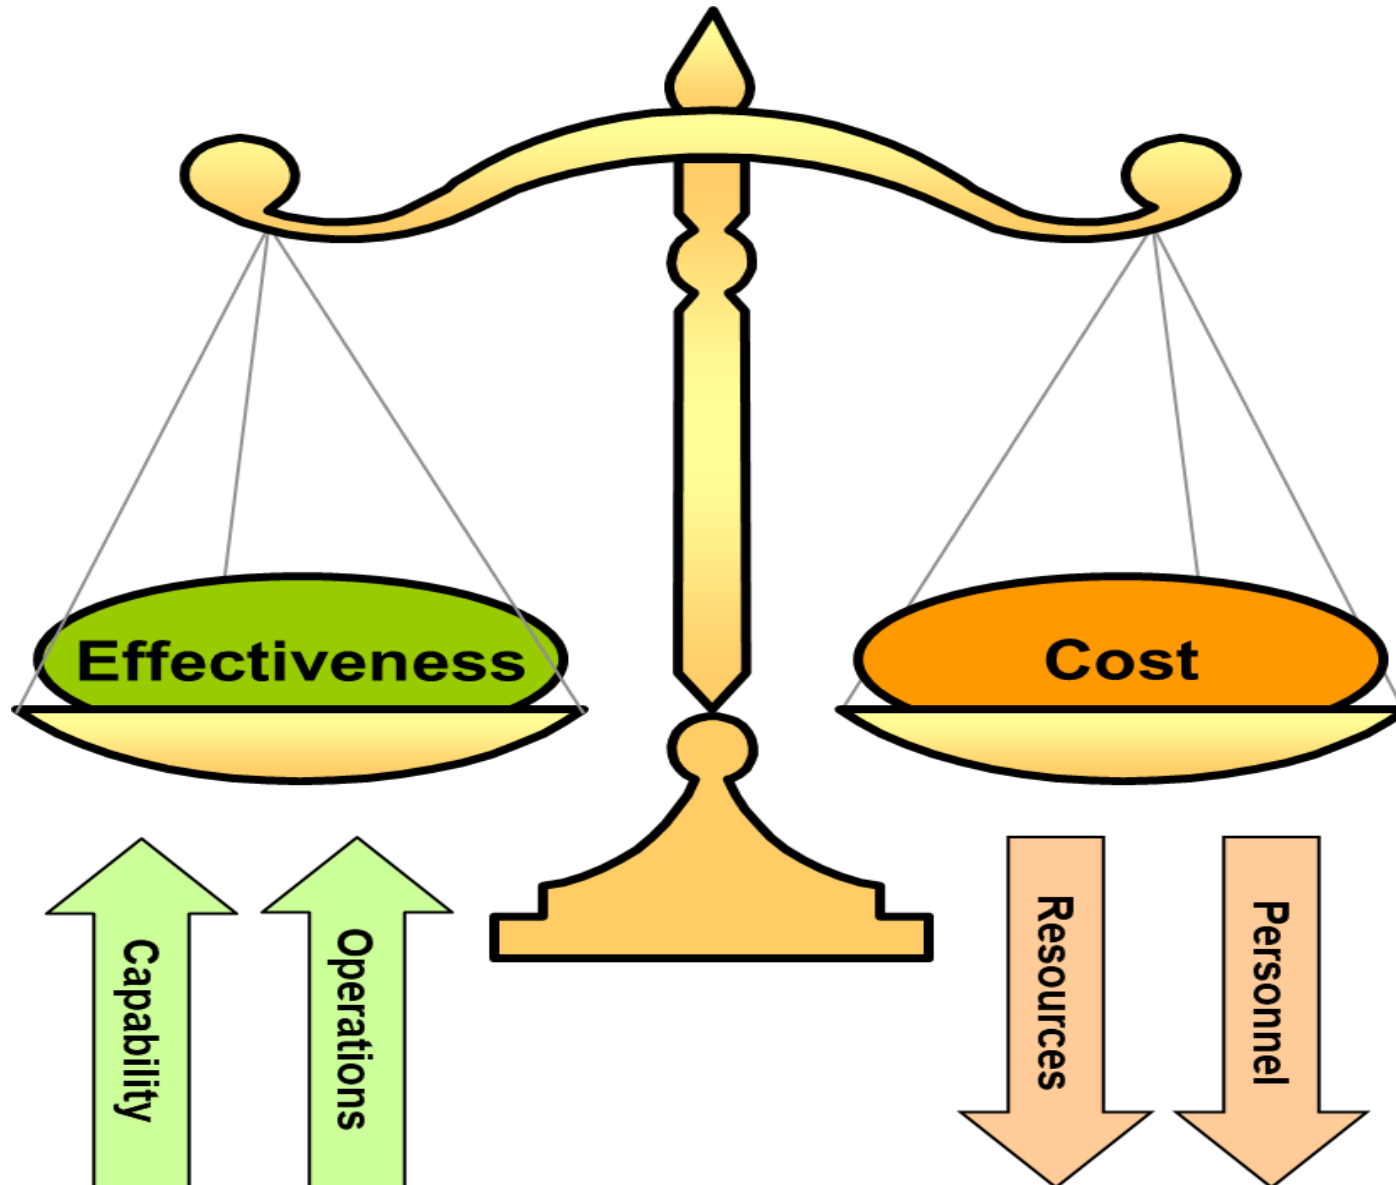 Effectiveness
Cost
Capability
Operations
Resources
Personnel